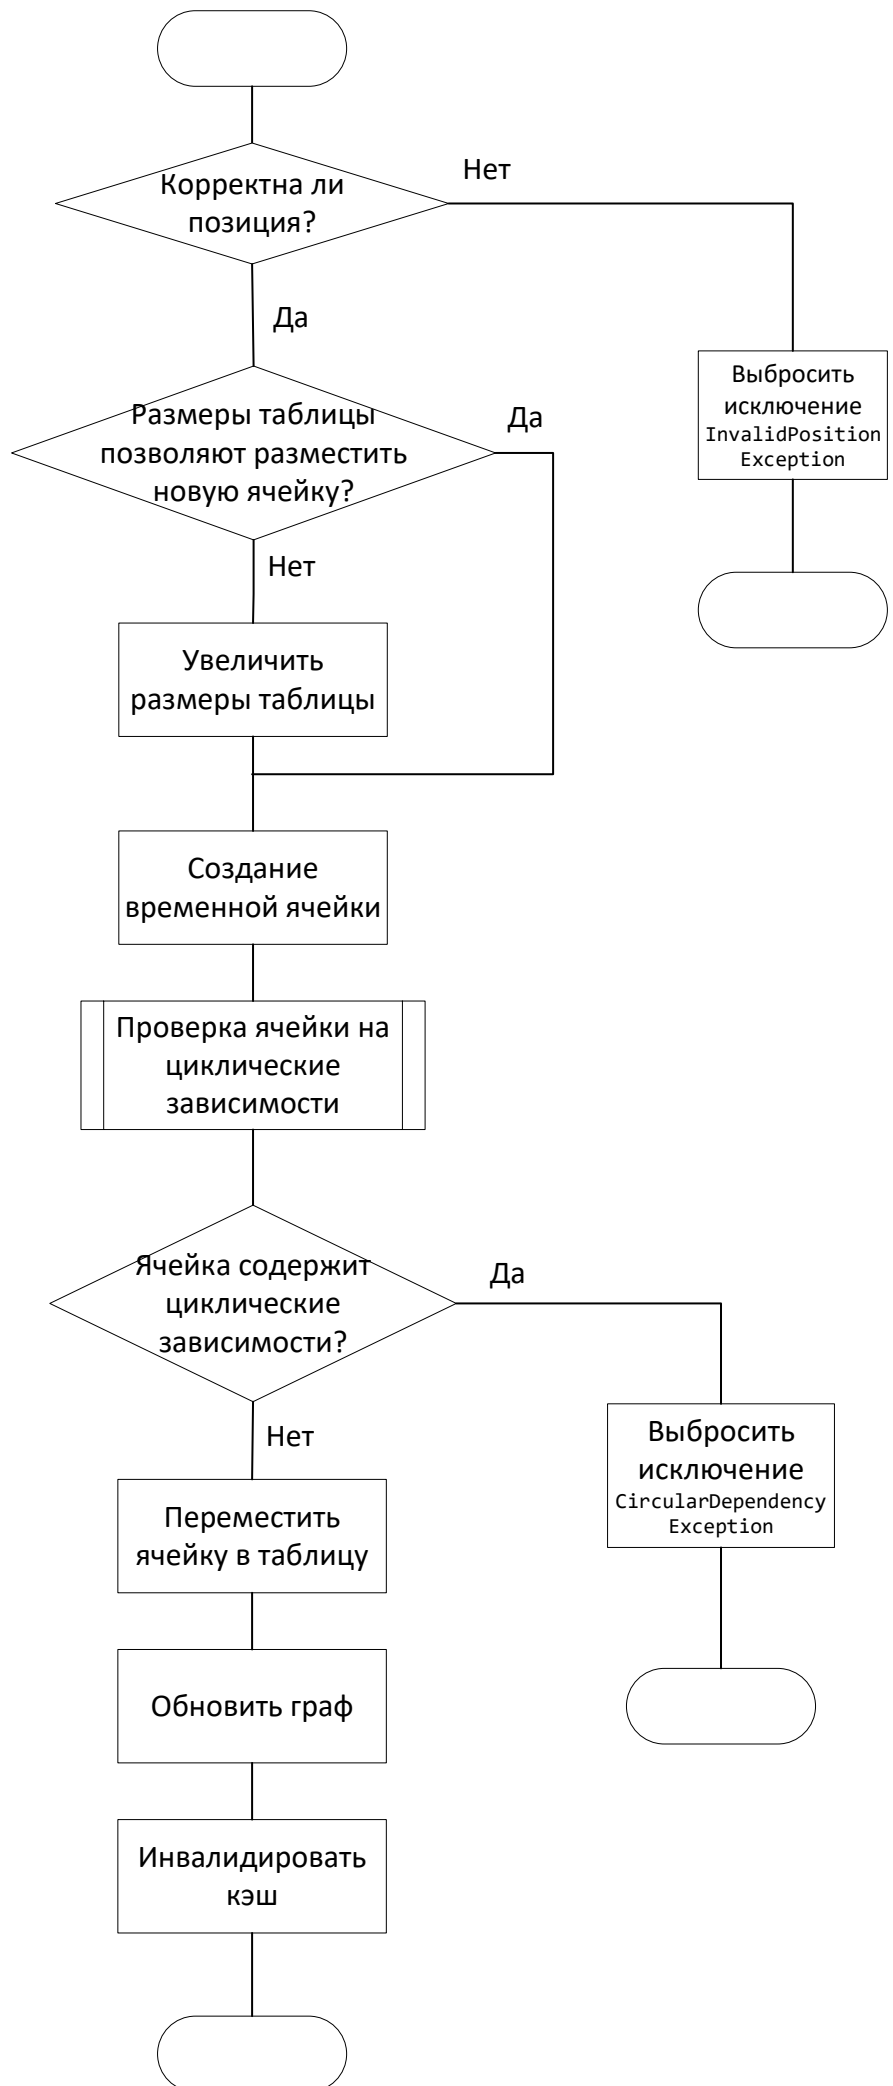 Корректна ли
позиция?
Нет
Да
Выбросить
исключение
InvalidPosition
Exception
Размеры таблицы
позволяют разместить
новую ячейку?
Да
Нет
Увеличить
размеры таблицы
Создание
временной ячейки
Проверка ячейки на
циклические
зависимости
Ячейка содержит
циклические
зависимости?
Да
Нет
Выбросить
исключение
CircularDependency
Exception
Переместить
ячейку в таблицу
Обновить граф
Инвалидировать
кэш